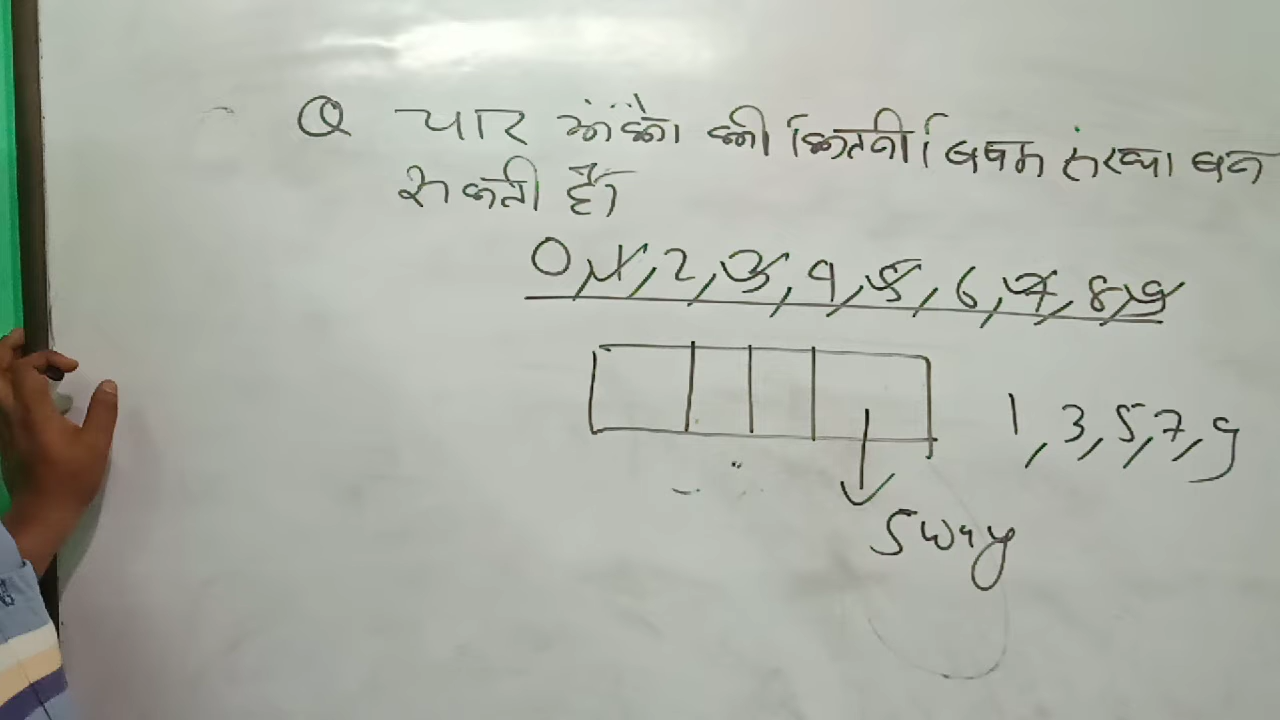 Q चार अंको की कितनी विषम संख्या बन
सकती है।
0, 1, 2, 3, 4, 5, 6, 7, 8, 9
1, 3, 5, 7, 9
5 way